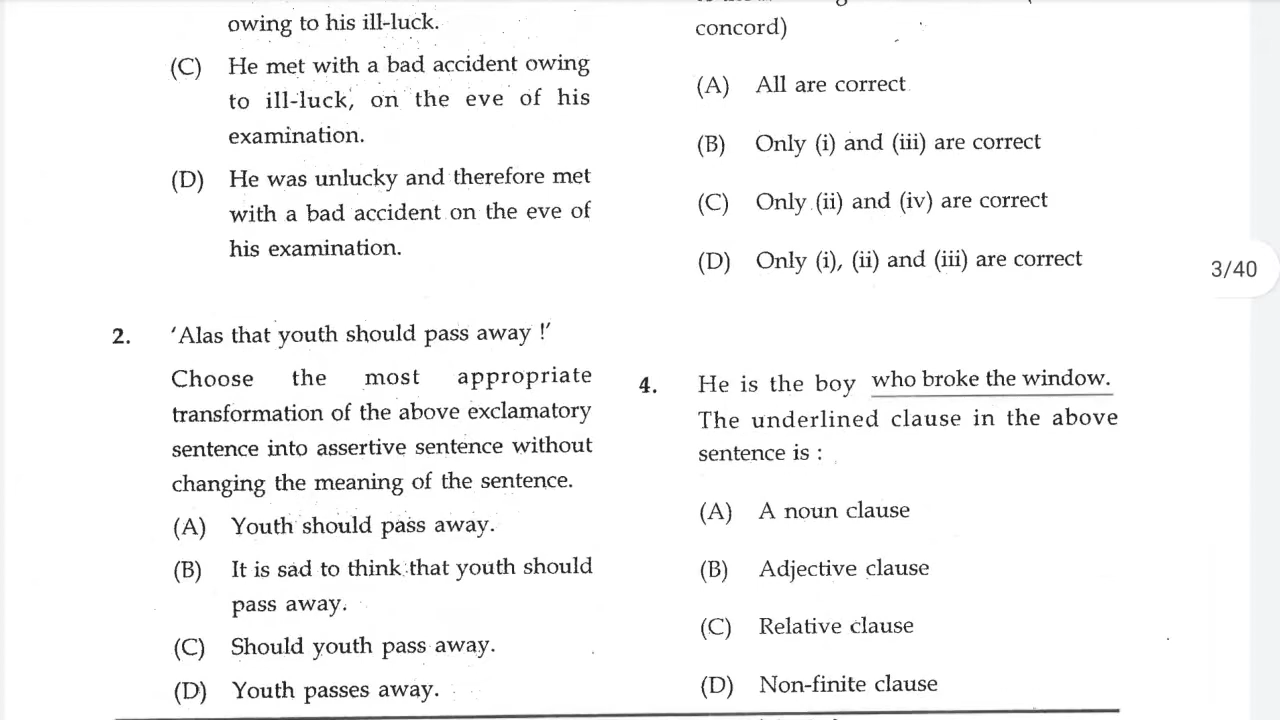 owing to his ill-luck.
(C) He met with a bad accident owing
to ill-luck, on the eve of his
examination.
(D) He was unlucky and therefore met
with a bad accident on the eve of
his examination.
2. 'Alas that youth should pass away !'
Choose the most appropriate
transformation of the above exclamatory
sentence into assertive sentence without
changing the meaning of the sentence.
(A) Youth should pass away.
(B) It is sad to think that youth should
pass away.
(C) Should youth pass away.
(D) Youth passes away.
concord)
(A) All are correct
(B) Only (i) and (iii) are correct
(C) Only (ii) and (iv) are correct
(D) Only (i), (ii) and (iii) are correct
4. He is the boy who broke the window.
The underlined clause in the above
sentence is :
(A) A noun clause
(B) Adjective clause
(C) Relative clause
(D) Non-finite clause
3/40